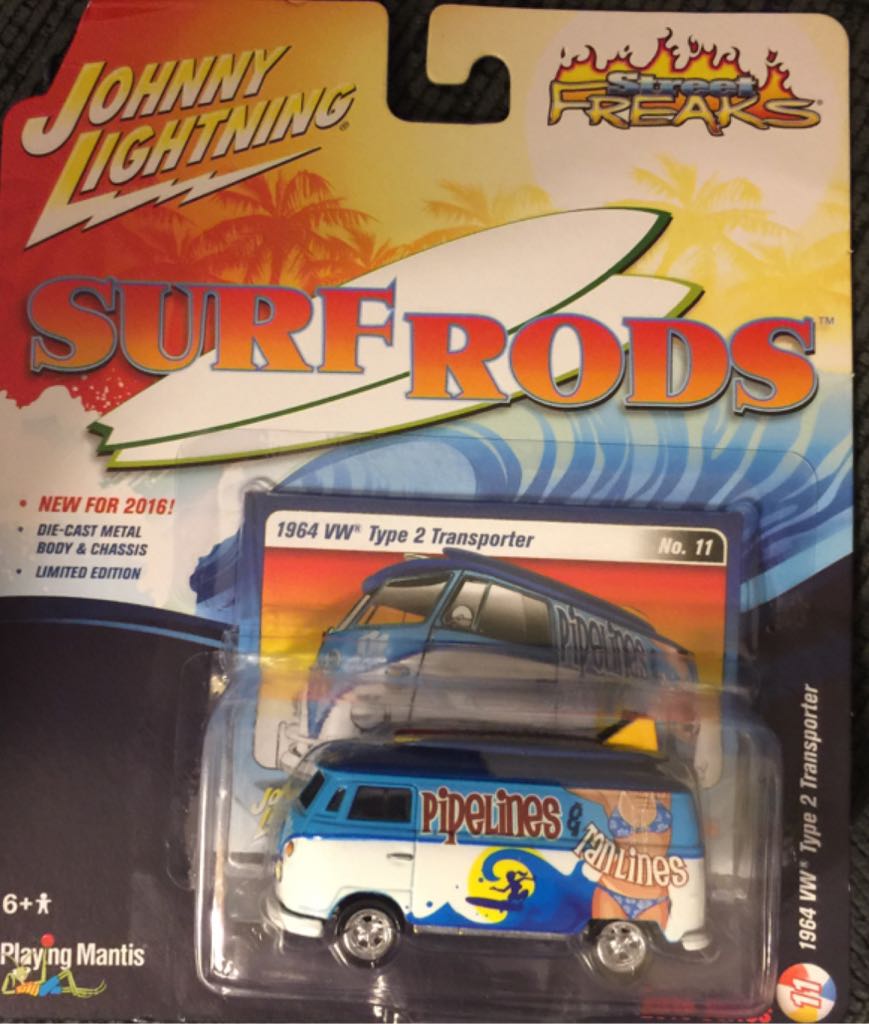 JOHNNY
LIGHTNING®
Street
FREAKS®
SURF RODS™
• NEW FOR 2016!
• DIE-CAST METAL
BODY & CHASSIS
• LIMITED EDITION
1964 VW® Type 2 Transporter
No. 11
Pipelines
Pipelines
&
Tan Lines
6+
Playing Mantis
1964 VW® Type 2 Transporter
11